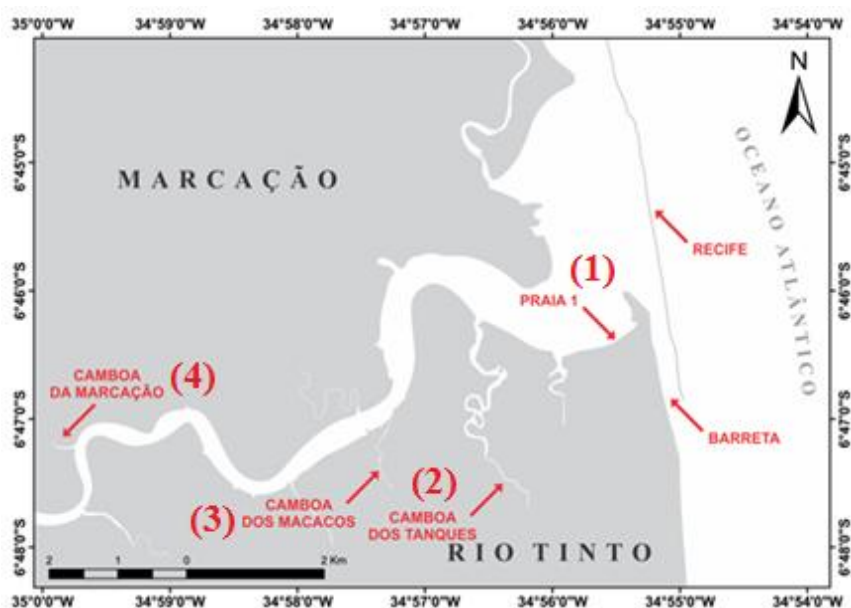 35°0'0"W 34°59'0"W 34°58'0"W 34°57'0"W 34°56'0"W 34°55'0"W 34°54'0"W
N
6°45'0"S
6°45'0"S
MARCAÇÃO
OCEANO ATLÂNTICO
RECIFE
6°46'0"S
6°46'0"S
(1)
PRAIA 1
CAMBOA
DA MARCAÇÃO
(4)
6°47'0"S
6°47'0"S
BARRETA
(2)
(3)
CAMBOA
DOS MACACOS
CAMBOA
DOS TANQUES
RIO TINTO
6°48'0"S
6°48'0"S
2 1 0 2 Km
35°0'0"W 34°59'0"W 34°58'0"W 34°57'0"W 34°56'0"W 34°55'0"W 34°54'0"W